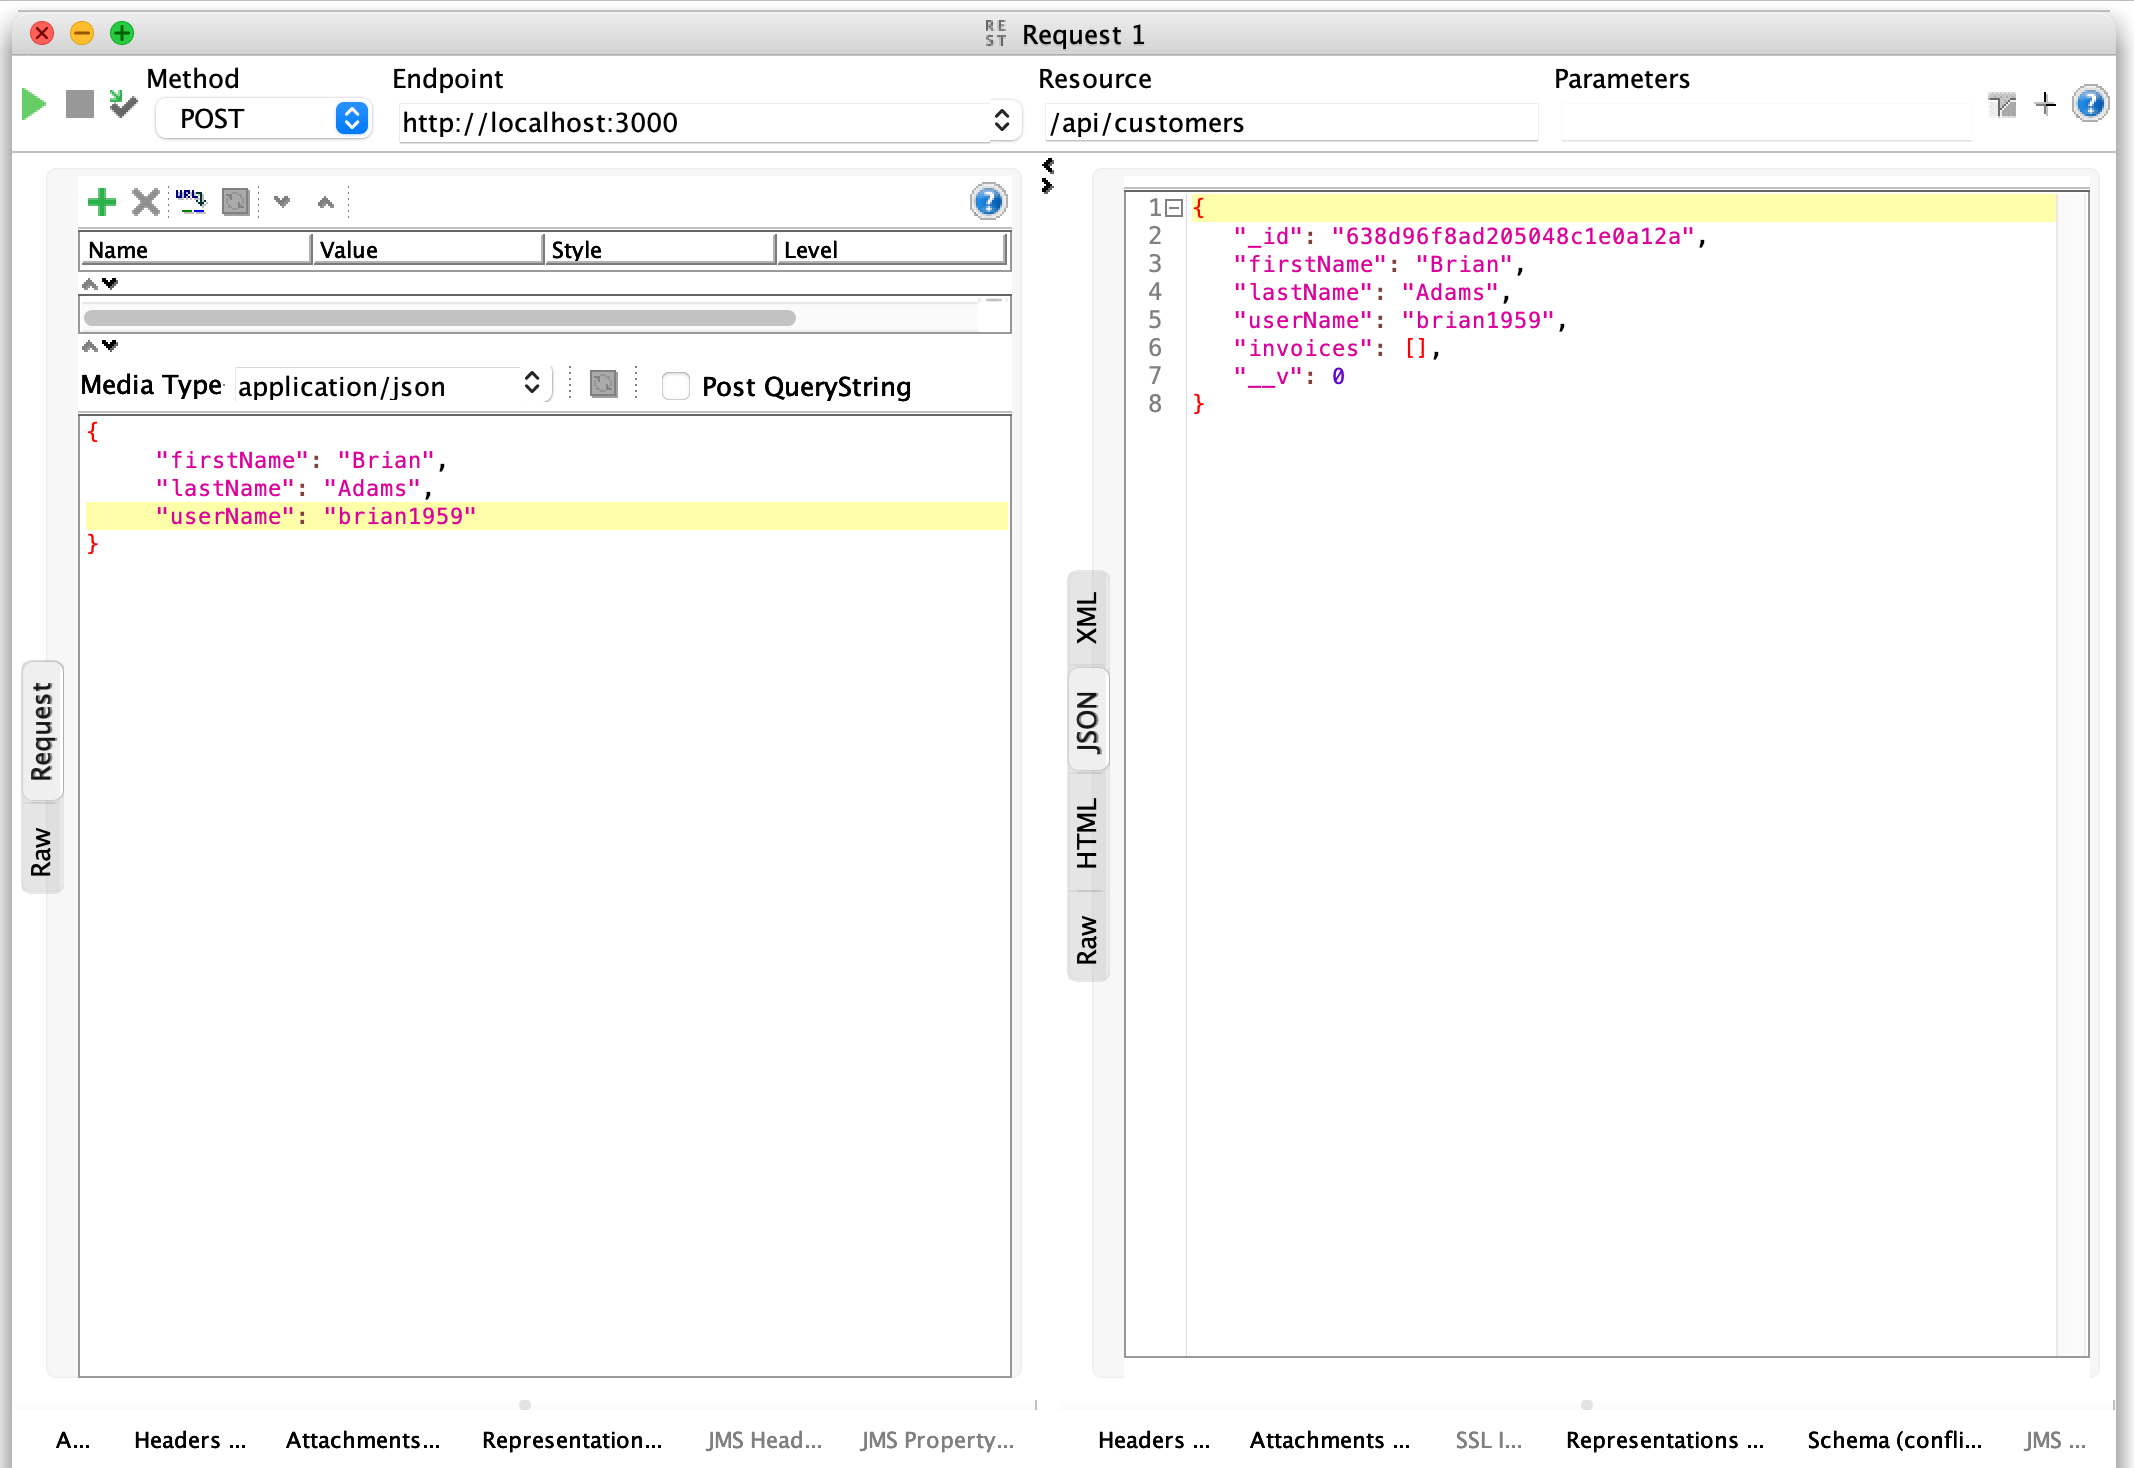 REST Request 1
Method Endpoint Resource Parameters
POST http://localhost:3000 /api/customers
Name Value Style Level
Media Type application/json Post QueryString
{
"firstName": "Brian",
"lastName": "Adams",
"userName": "brian1959"
}
Request
Raw
XML
JSON
HTML
Raw
1 {
2 "_id": "638d96f8ad205048c1e0a12a",
3 "firstName": "Brian",
4 "lastName": "Adams",
5 "userName": "brian1959",
6 "invoices": [],
7 "__v": 0
8 }
A... Headers ... Attachments... Representation... JMS Head... JMS Property...
Headers ... Attachments ... SSL I... Representations ... Schema (confli... JMS ...